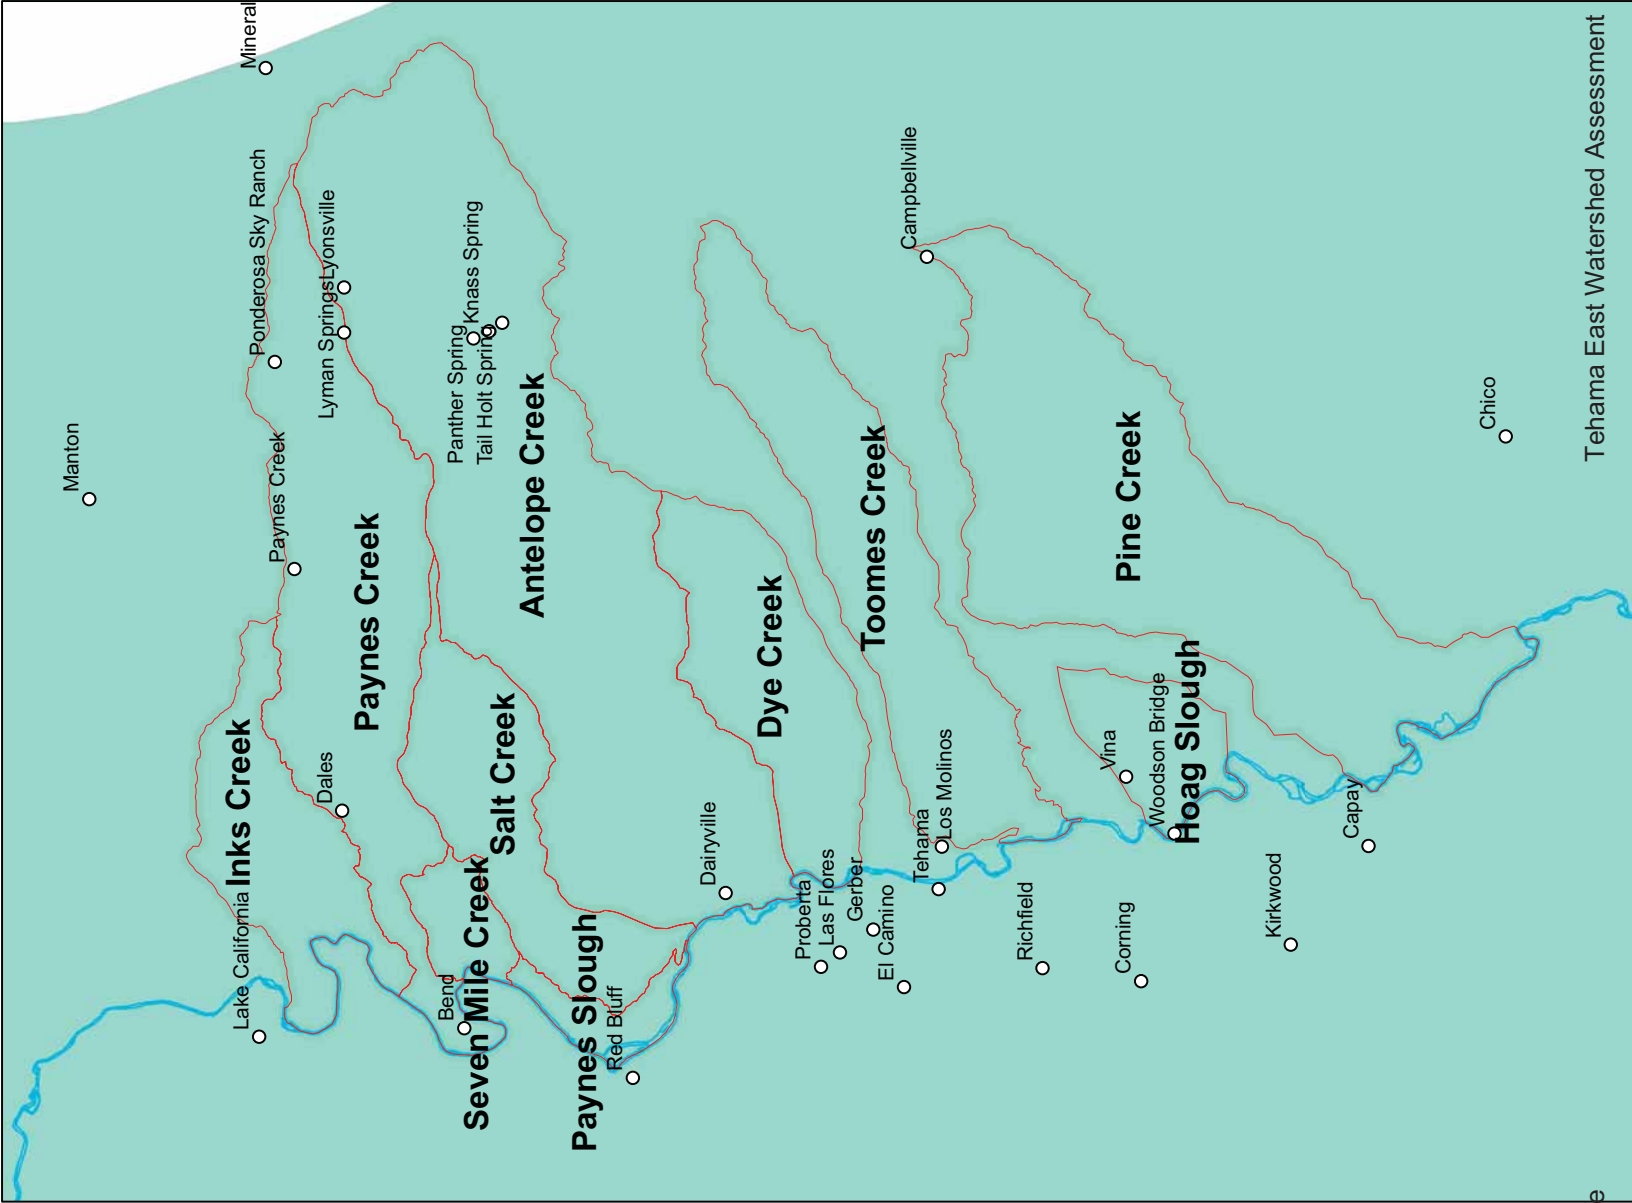 Mineral
Manton
Ponderosa Sky Ranch
Lyonsville
Lyman Springs
Knass Spring
Panther Spring
Tail Holt Spring
Paynes Creek
Campbellville
Antelope Creek
Paynes Creek
Toomes Creek
Pine Creek
Chico
Tehama East Watershed Assessment
Dye Creek
Salt Creek
Inks Creek
Dales
Hoag Slough
Woodson Bridge
Vina
Los Molinos
Tehama
Dairyville
Capay
Lake California
Bend
Seven Mile Creek
Paynes Slough
Red Bluff
Proberta
Las Flores
Gerber
El Camino
Richfield
Corning
Kirkwood
e